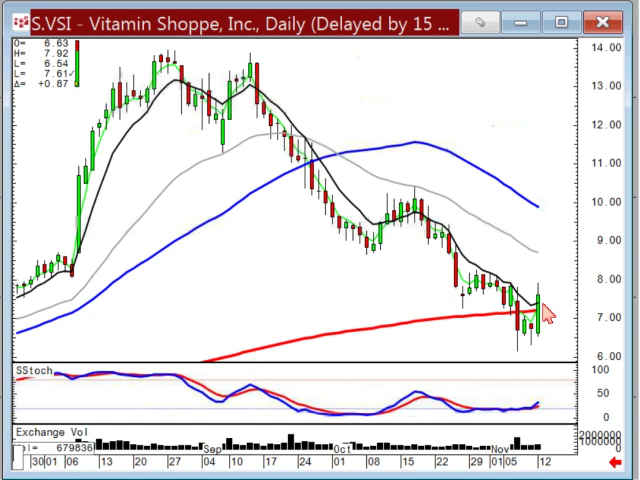 S.VSI - Vitamin Shoppe, Inc., Daily (Delayed by 15 ...
O= 6.63
H= 7.92
L= 6.54
L= 7.61✓
Δ= +0.87
14.00
13.00
12.00
11.00
10.00
9.00
8.00
7.00
6.00
SStoch
100
50
0
Exchange Vol
Vol= 679836
2000000
1000000
0
30 01 06 13 20 27 Sep 04 10 17 24 Oct 01 08 15 22 Nov 01 05 12